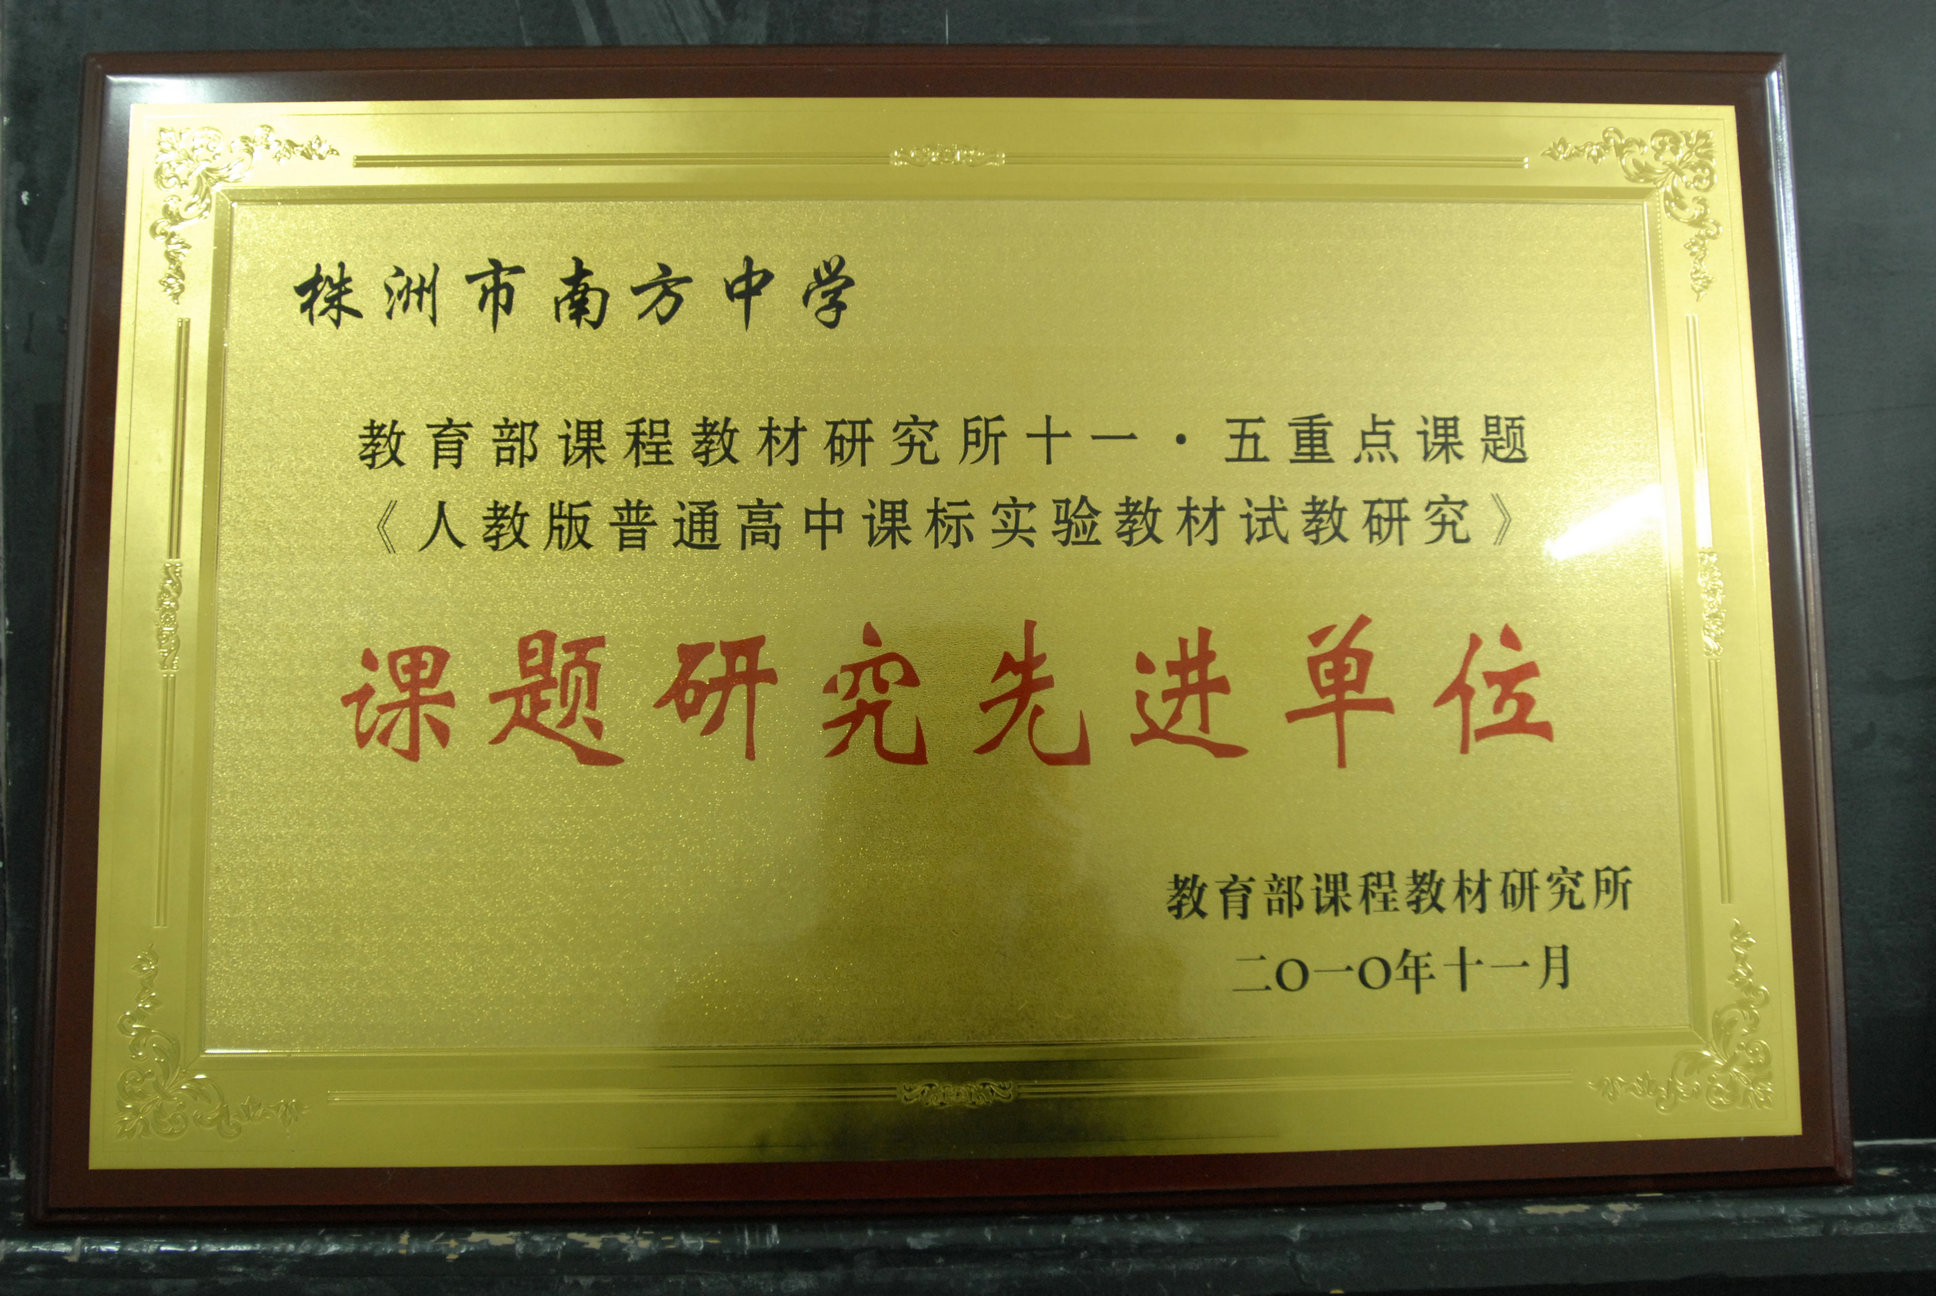 株洲市南方中学
教育部课程教材研究所十一·五重点课题
《人教版普通高中课标实验教材试教研究》
课题研究先进单位
教育部课程教材研究所
二〇一〇年十一月